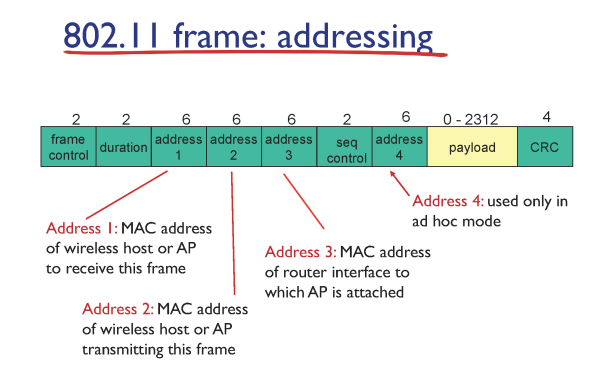 802.11 frame: addressing
2 2 6 6 6 2 6 0 - 2312 4
frame control
duration
address 1
address 2
address 3
seq control
address 4
payload
CRC
Address 4: used only in
ad hoc mode
Address 1: MAC address
of wireless host or AP
to receive this frame
Address 3: MAC address
of router interface to
which AP is attached
Address 2: MAC address
of wireless host or AP
transmitting this frame